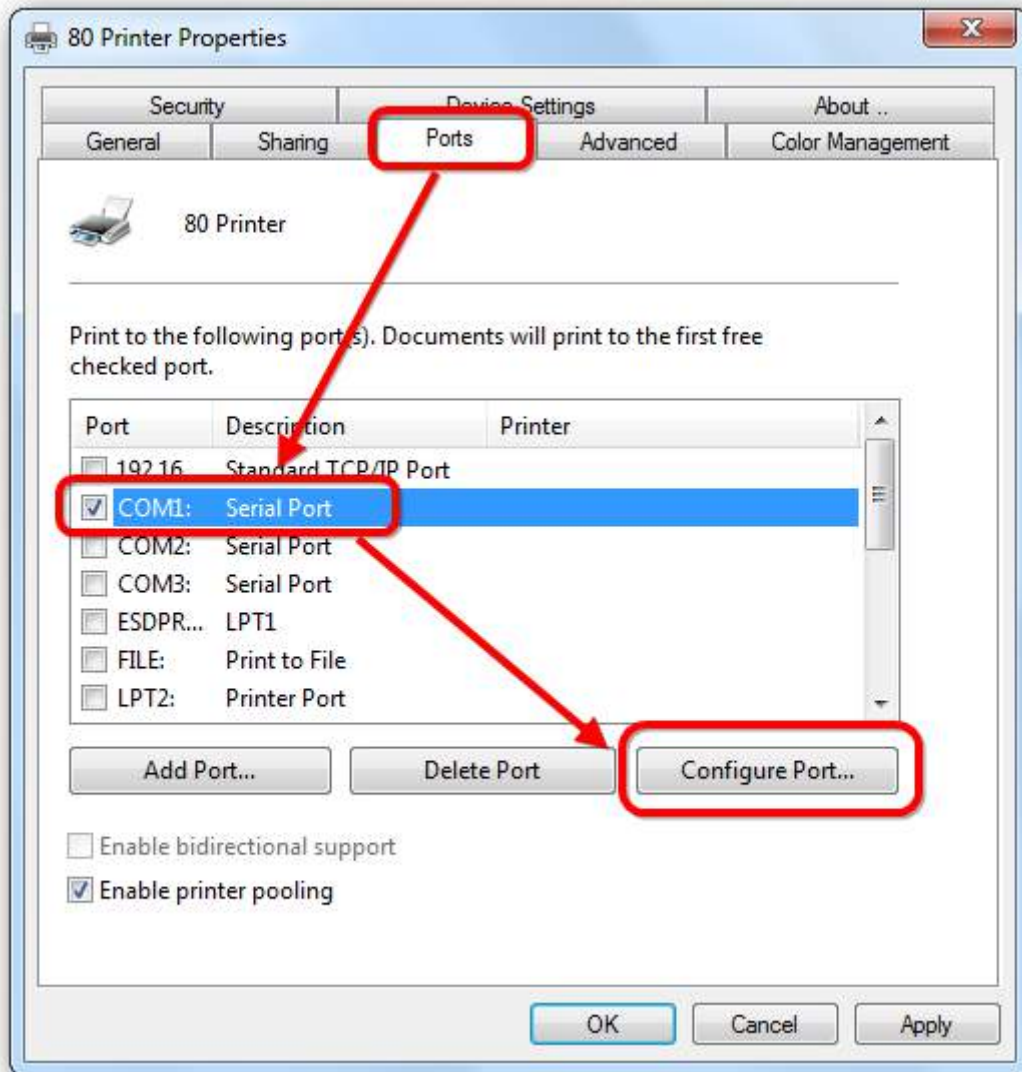 80 Printer Properties
Security Device Settings About ..
General Sharing Ports Advanced Color Management
80 Printer
Print to the following port(s). Documents will print to the first free
checked port.
Port Description Printer
192.16... Standard TCP/IP Port
COM1: Serial Port
COM2: Serial Port
COM3: Serial Port
ESDPR... LPT1
FILE: Print to File
LPT2: Printer Port
Add Port... Delete Port Configure Port...
Enable bidirectional support
Enable printer pooling
OK Cancel Apply